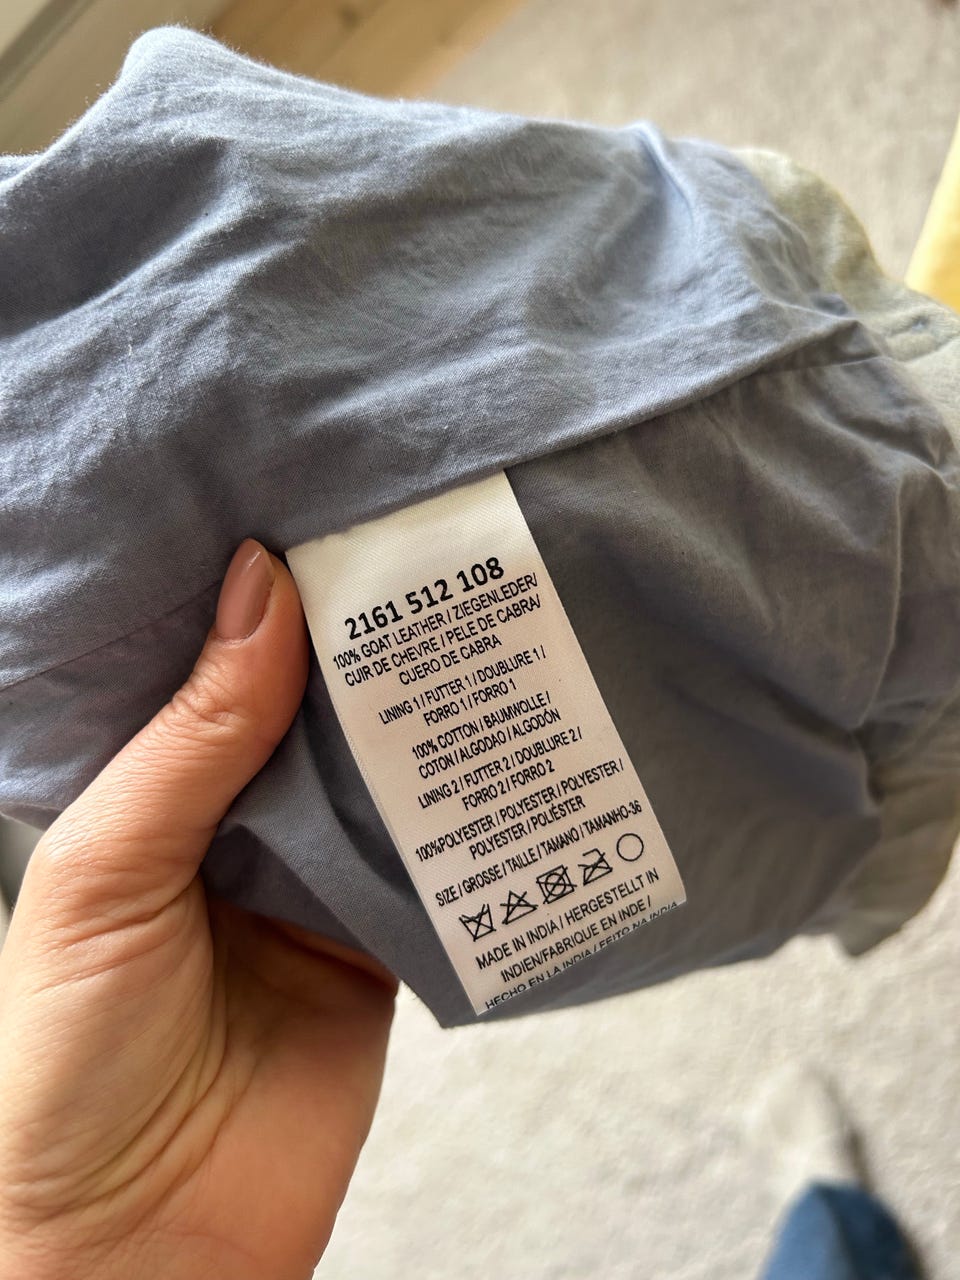 2161 512 108
100% GOAT LEATHER / ZIEGENLEDER/
CUIR DE CHEVRE / PELE DE CABRA/
CUERO DE CABRA
LINING 1 / FUTTER 1 / DOUBLURE 1 /
FORRO 1 / FORRO 1
100% COTTON / BAUMWOLLE /
COTON / ALGODAO / ALGODÓN
LINING 2 / FUTTER 2 / DOUBLURE 2 /
FORRO 2 / FORRO 2
100%POLYESTER / POLYESTER / POLYESTER /
POLYESTER / POLIÉSTER
SIZE / GROSSE / TAILLE / TAMANO / TAMANHO-36
MADE IN INDIA / HERGESTELLT IN
INDIEN/FABRIQUE EN INDE /
HECHO EN LA INDIA / FEITO NA INDIA